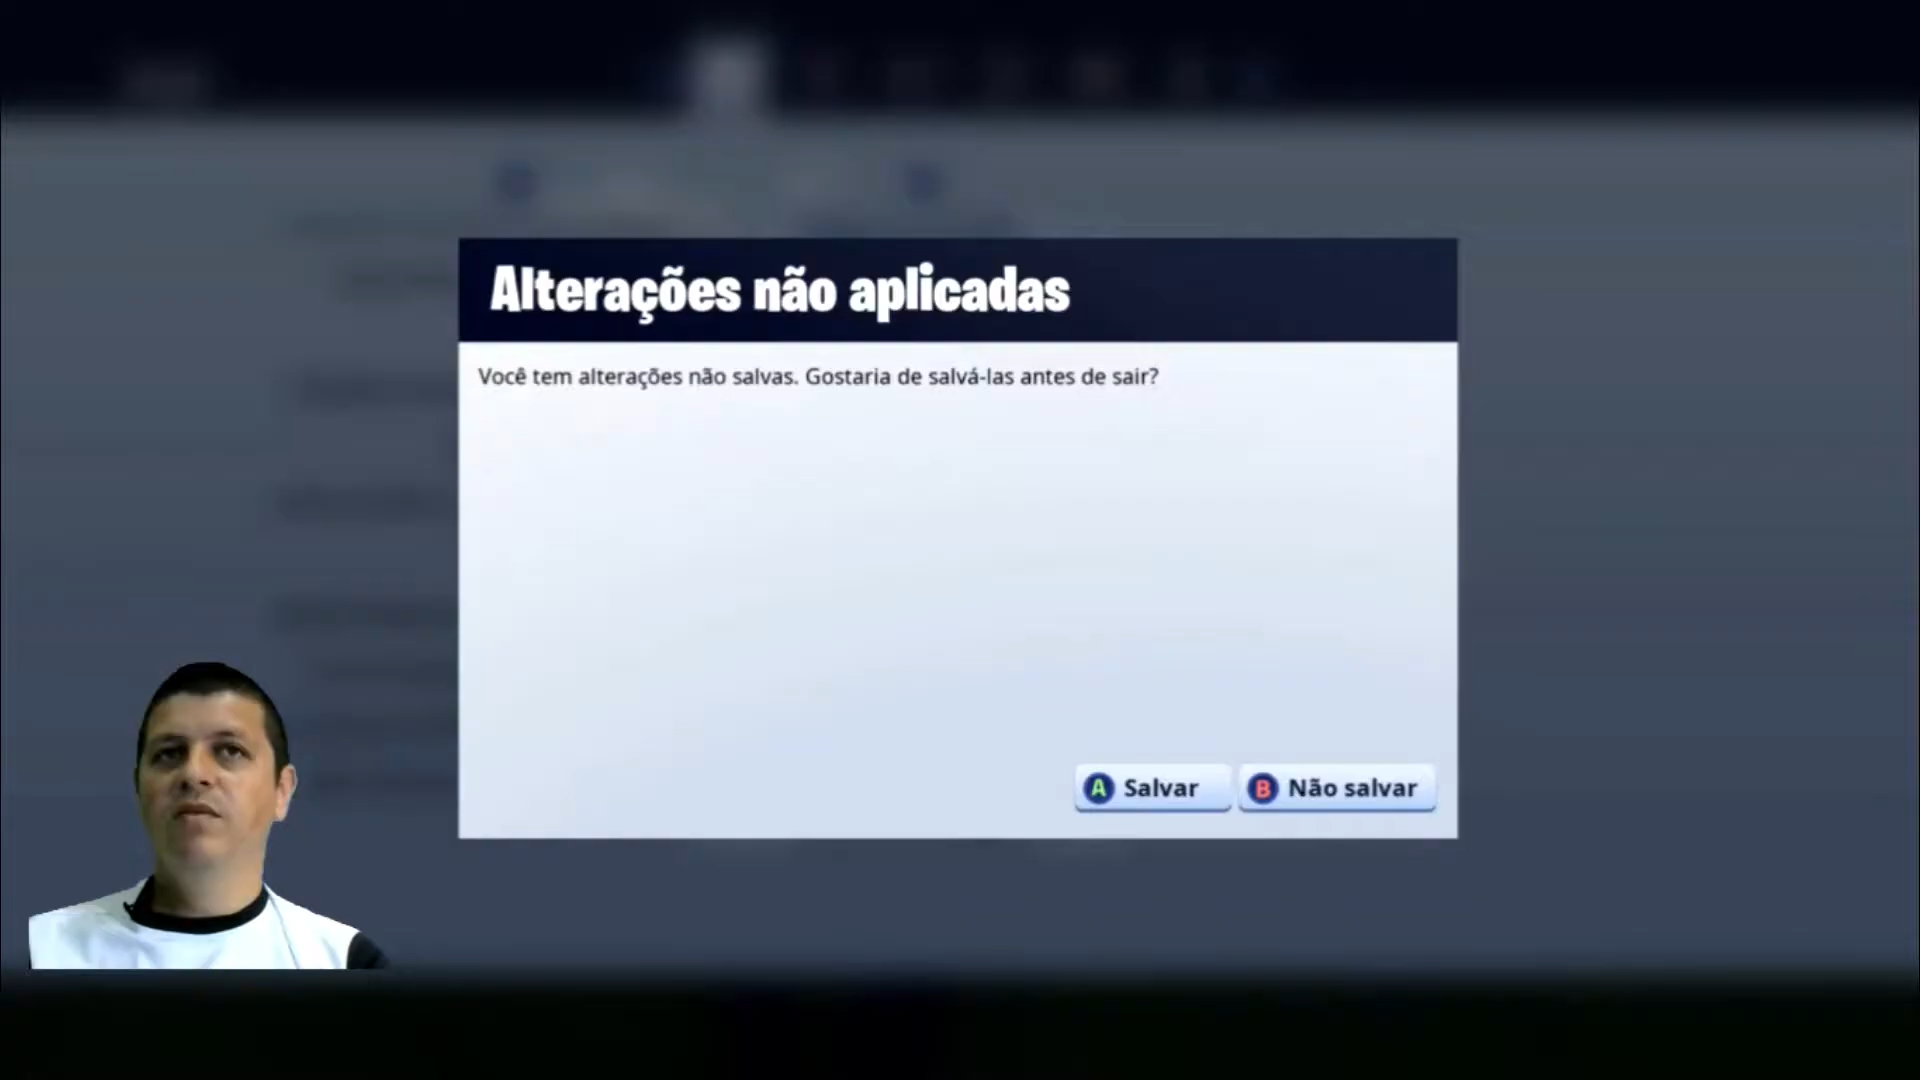 Alterações não aplicadas
Você tem alterações não salvas. Gostaria de salvá-las antes de sair?
A Salvar
B Não salvar